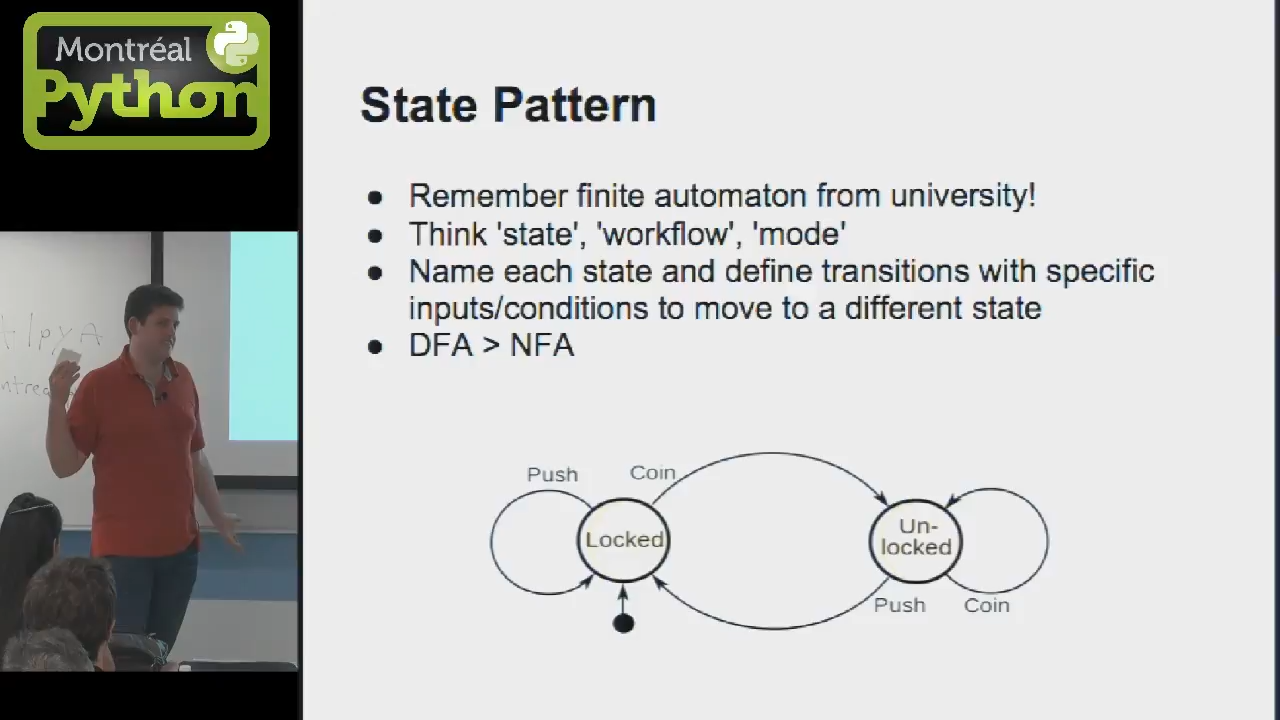 Montréal
Python
State Pattern
● Remember finite automaton from university!
● Think 'state', 'workflow', 'mode'
● Name each state and define transitions with specific
inputs/conditions to move to a different state
● DFA > NFA
Push
Coin
Locked
Un-
locked
Push
Coin